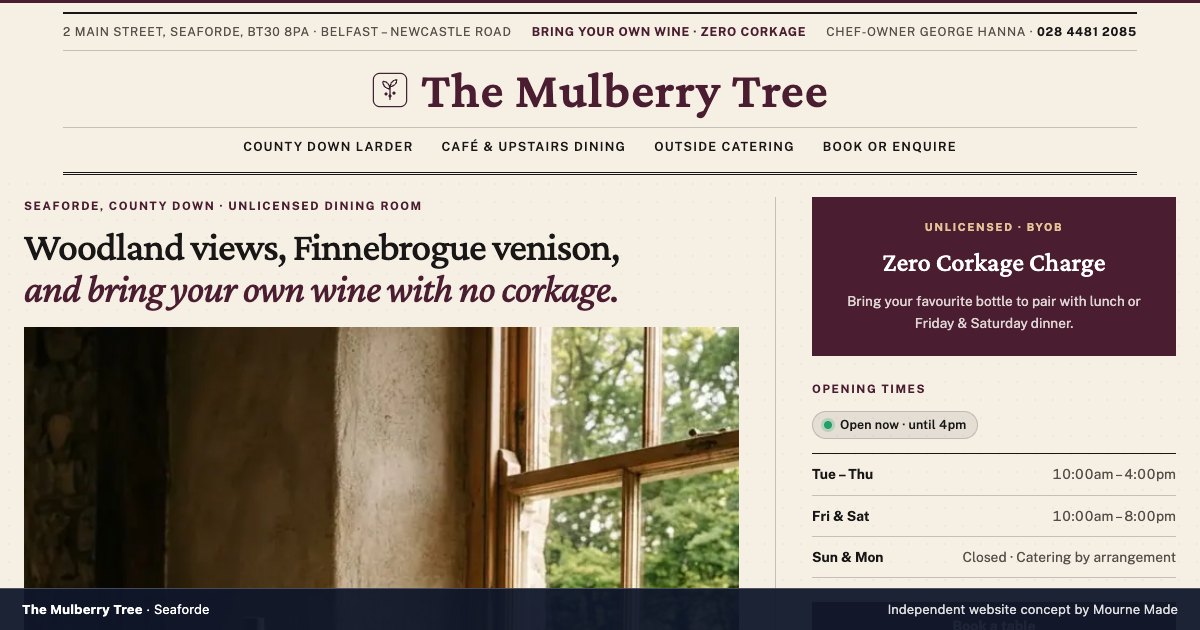 2 MAIN STREET, SEAFORDE, BT30 8PA · BELFAST – NEWCASTLE ROAD
BRING YOUR OWN WINE · ZERO CORKAGE
CHEF-OWNER GEORGE HANNA · 028 4481 2085
The Mulberry Tree
COUNTY DOWN LARDER
CAFÉ & UPSTAIRS DINING
OUTSIDE CATERING
BOOK OR ENQUIRE
SEAFORDE, COUNTY DOWN · UNLICENSED DINING ROOM
Woodland views, Finnebrogue venison,
and bring your own wine with no corkage.
UNLICENSED · BYOB
Zero Corkage Charge
Bring your favourite bottle to pair with lunch or
Friday & Saturday dinner.
OPENING TIMES
Open now · until 4pm
Tue – Thu 10:00am – 4:00pm
Fri & Sat 10:00am – 8:00pm
Sun & Mon Closed · Catering by arrangement
Book a table
The Mulberry Tree · Seaforde
Independent website concept by Mourne Made